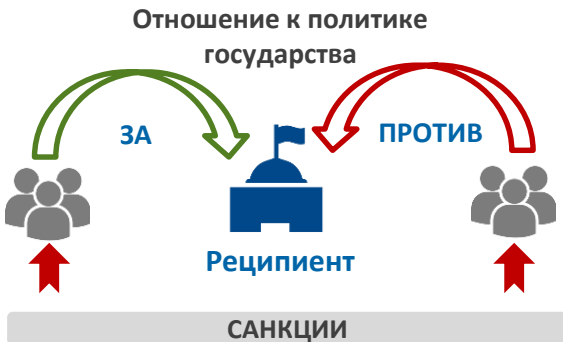 Отношение к политике
государства
ЗА
ПРОТИВ
Реципиент
САНКЦИИ